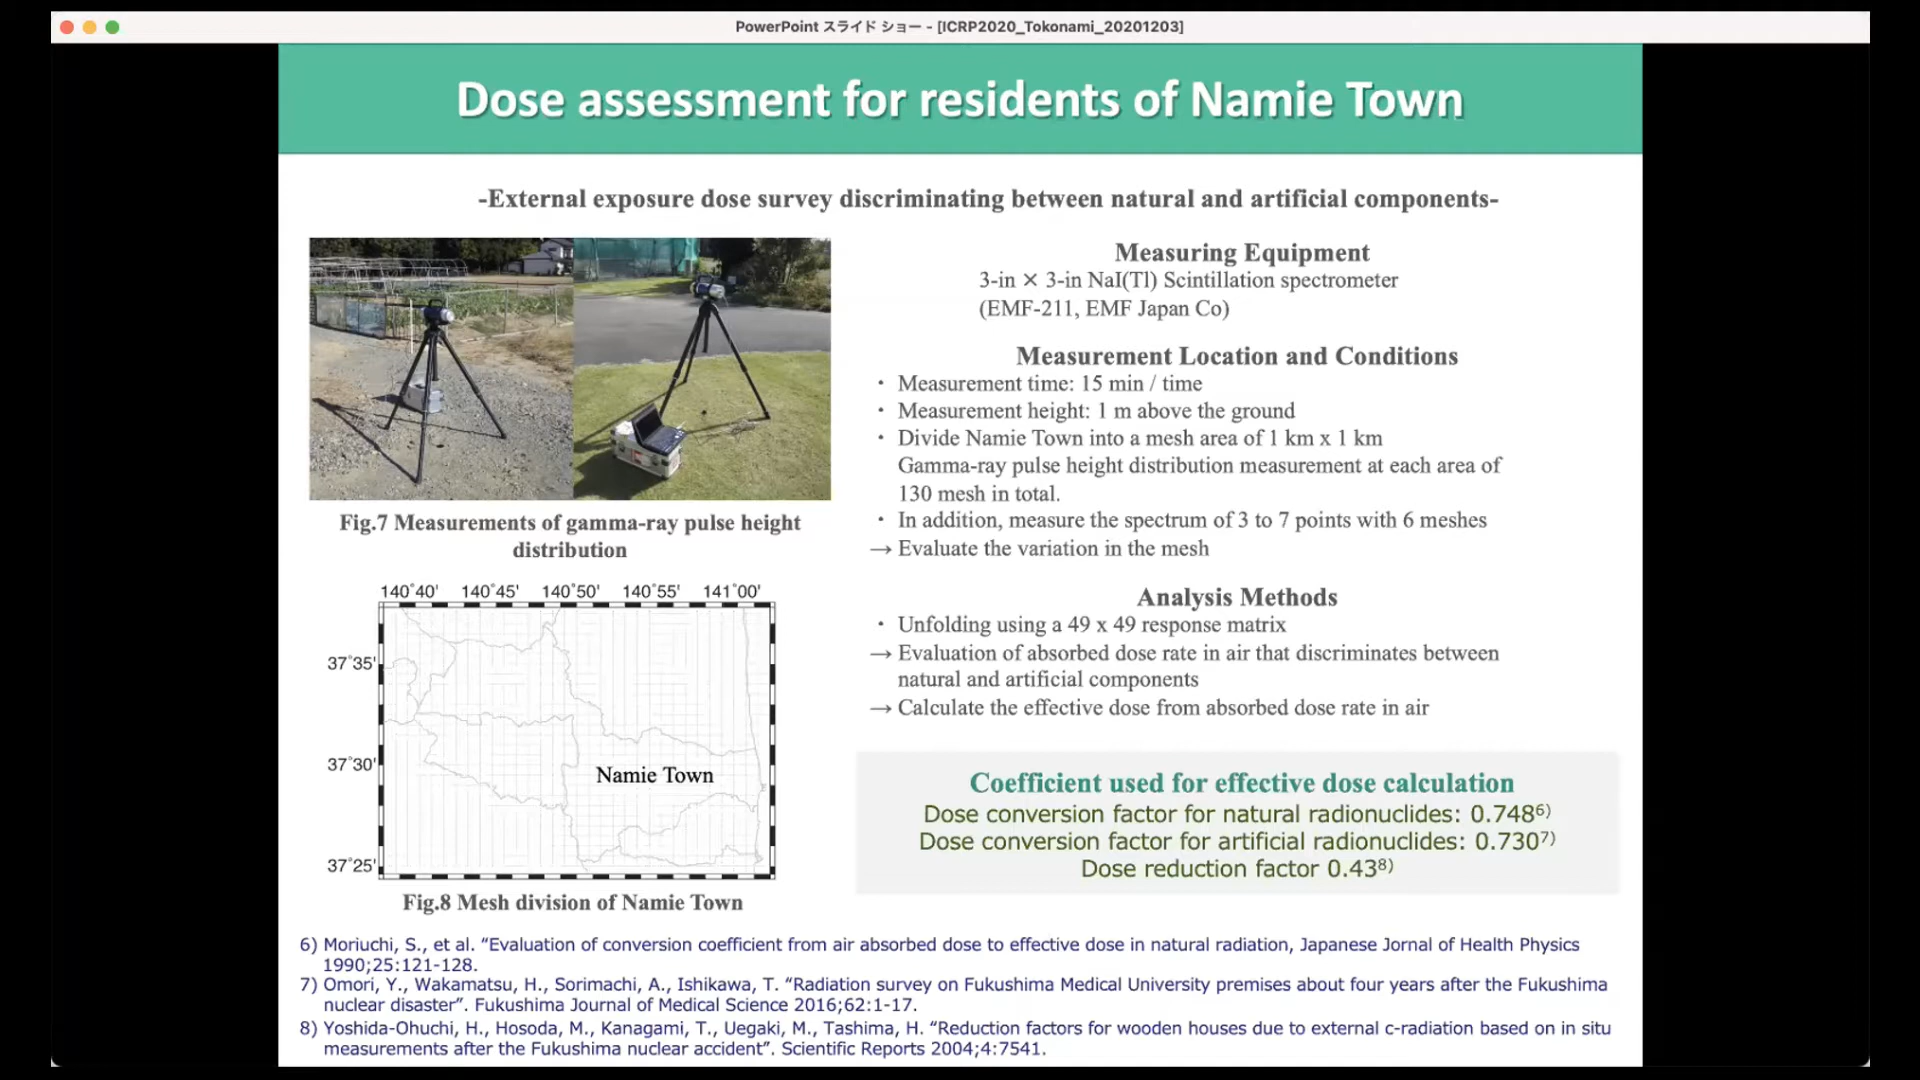 PowerPoint スライド ショー - [ICRP2020_Tokonami_20201203]
Dose assessment for residents of Namie Town
-External exposure dose survey discriminating between natural and artificial components-
Fig.7 Measurements of gamma-ray pulse height
distribution
140˚40' 140˚45' 140˚50' 140˚55' 141˚00'
37˚35'
37˚30'
37˚25'
Namie Town
Fig.8 Mesh division of Namie Town
Measuring Equipment
3-in × 3-in NaI(Tl) Scintillation spectrometer
(EMF-211, EMF Japan Co)
Measurement Location and Conditions
・ Measurement time: 15 min / time
・ Measurement height: 1 m above the ground
・ Divide Namie Town into a mesh area of 1 km x 1 km
Gamma-ray pulse height distribution measurement at each area of
130 mesh in total.
・ In addition, measure the spectrum of 3 to 7 points with 6 meshes
→ Evaluate the variation in the mesh
Analysis Methods
・ Unfolding using a 49 x 49 response matrix
→ Evaluation of absorbed dose rate in air that discriminates between
natural and artificial components
→ Calculate the effective dose from absorbed dose rate in air
Coefficient used for effective dose calculation
Dose conversion factor for natural radionuclides: 0.748⁶⁾
Dose conversion factor for artificial radionuclides: 0.730⁷⁾
Dose reduction factor 0.43⁸⁾
6) Moriuchi, S., et al. “Evaluation of conversion coefficient from air absorbed dose to effective dose in natural radiation, Japanese Jornal of Health Physics
1990;25:121-128.
7) Omori, Y., Wakamatsu, H., Sorimachi, A., Ishikawa, T. “Radiation survey on Fukushima Medical University premises about four years after the Fukushima
nuclear disaster”. Fukushima Journal of Medical Science 2016;62:1-17.
8) Yoshida-Ohuchi, H., Hosoda, M., Kanagami, T., Uegaki, M., Tashima, H. “Reduction factors for wooden houses due to external c-radiation based on in situ
measurements after the Fukushima nuclear accident”. Scientific Reports 2004;4:7541.